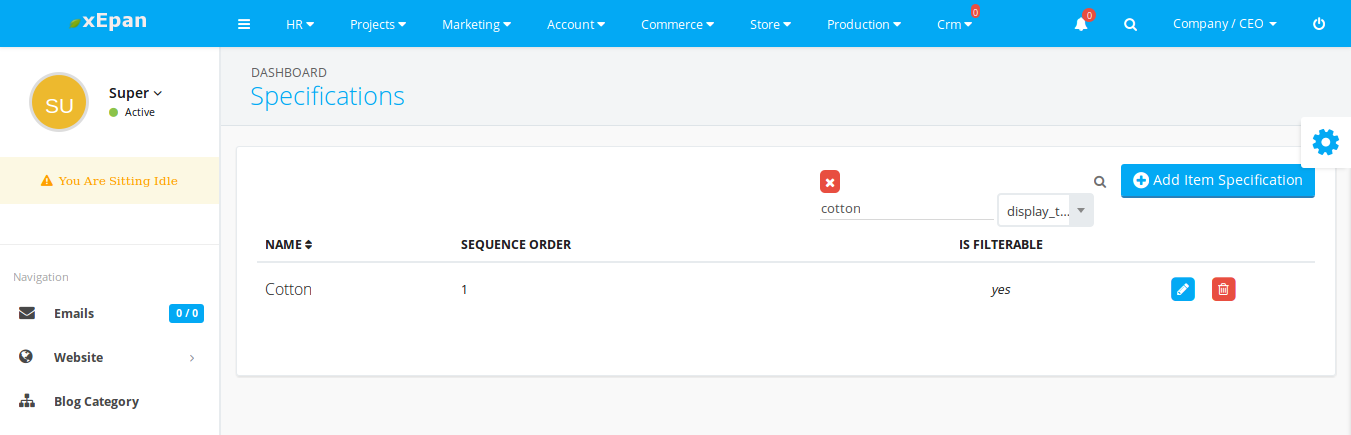 xEpan
HR Projects Marketing Account Commerce Store Production Crm 0 0 Company / CEO
SU
Super
Active
You Are Sitting Idle
Navigation
Emails 0 / 0
Website
Blog Category
DASHBOARD
Specifications
Add Item Specification
cotton display_t...
NAME SEQUENCE ORDER IS FILTERABLE
Cotton 1 yes